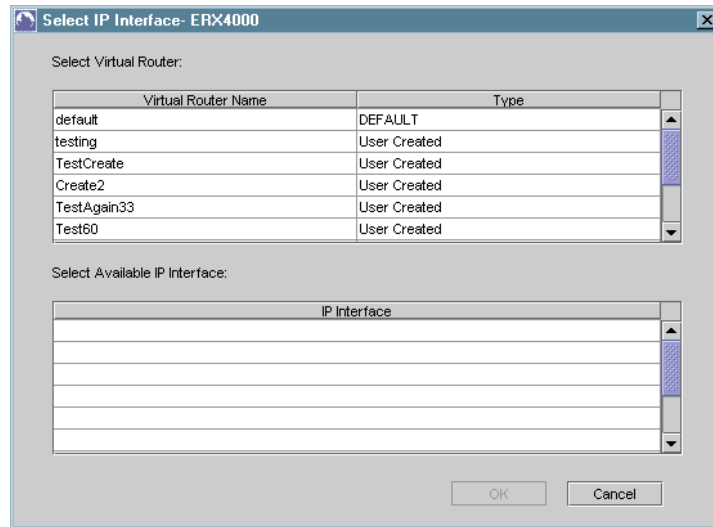 Select IP Interface- ERX4000
Select Virtual Router:
Virtual Router Name Type
default DEFAULT
testing User Created
TestCreate User Created
Create2 User Created
TestAgain33 User Created
Test60 User Created
Select Available IP Interface:
IP Interface
OK Cancel